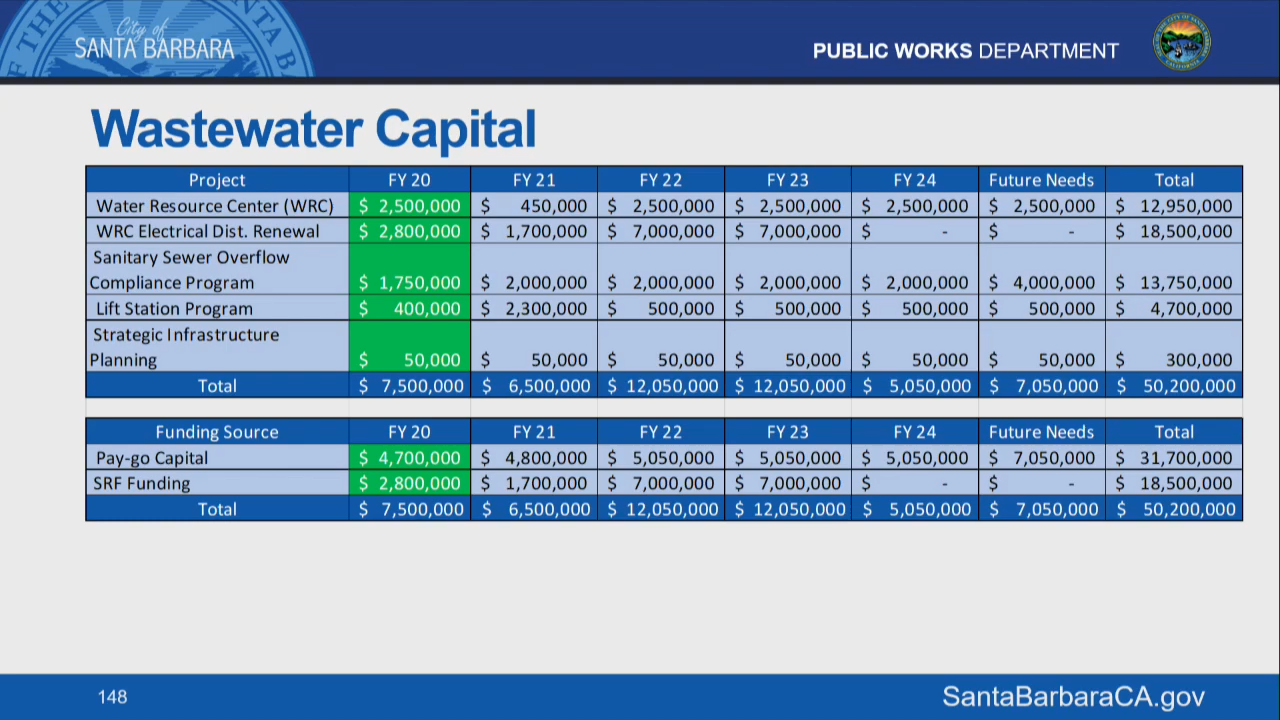 City of
SANTA BARBARA
PUBLIC WORKS DEPARTMENT
Wastewater Capital
Project FY 20 FY 21 FY 22 FY 23 FY 24 Future Needs Total
Water Resource Center (WRC) $ 2,500,000 $ 450,000 $ 2,500,000 $ 2,500,000 $ 2,500,000 $ 2,500,000 $ 12,950,000
WRC Electrical Dist. Renewal $ 2,800,000 $ 1,700,000 $ 7,000,000 $ 7,000,000 $ - $ - $ 18,500,000
Sanitary Sewer Overflow
Compliance Program $ 1,750,000 $ 2,000,000 $ 2,000,000 $ 2,000,000 $ 2,000,000 $ 4,000,000 $ 13,750,000
Lift Station Program $ 400,000 $ 2,300,000 $ 500,000 $ 500,000 $ 500,000 $ 500,000 $ 4,700,000
Strategic Infrastructure
Planning $ 50,000 $ 50,000 $ 50,000 $ 50,000 $ 50,000 $ 50,000 $ 300,000
Total $ 7,500,000 $ 6,500,000 $ 12,050,000 $ 12,050,000 $ 5,050,000 $ 7,050,000 $ 50,200,000
Funding Source FY 20 FY 21 FY 22 FY 23 FY 24 Future Needs Total
Pay-go Capital $ 4,700,000 $ 4,800,000 $ 5,050,000 $ 5,050,000 $ 5,050,000 $ 7,050,000 $ 31,700,000
SRF Funding $ 2,800,000 $ 1,700,000 $ 7,000,000 $ 7,000,000 $ - $ - $ 18,500,000
Total $ 7,500,000 $ 6,500,000 $ 12,050,000 $ 12,050,000 $ 5,050,000 $ 7,050,000 $ 50,200,000
148
SantaBarbaraCA.gov